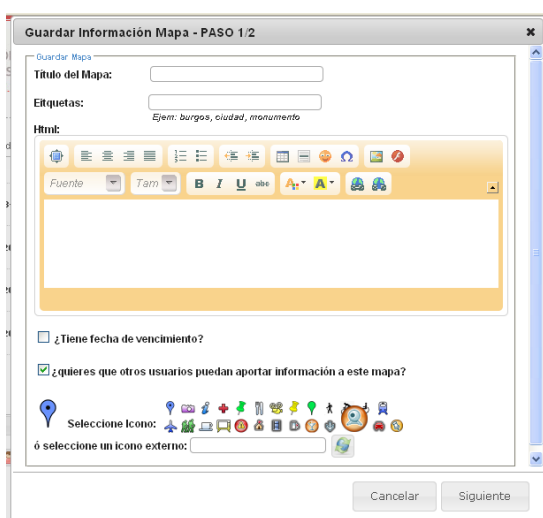 Guardar Información Mapa - PASO 1/2
Guardar Mapa
Título del Mapa:
Eitquetas:
Ejem: burgos, ciudad, monumento
Html:
Fuente Tam B I U abc A A
¿Tiene fecha de vencimiento?
¿quieres que otros usuarios puedan aportar información a este mapa?
Seleccione Icono:
ó seleccione un icono externo:
Cancelar Siguiente